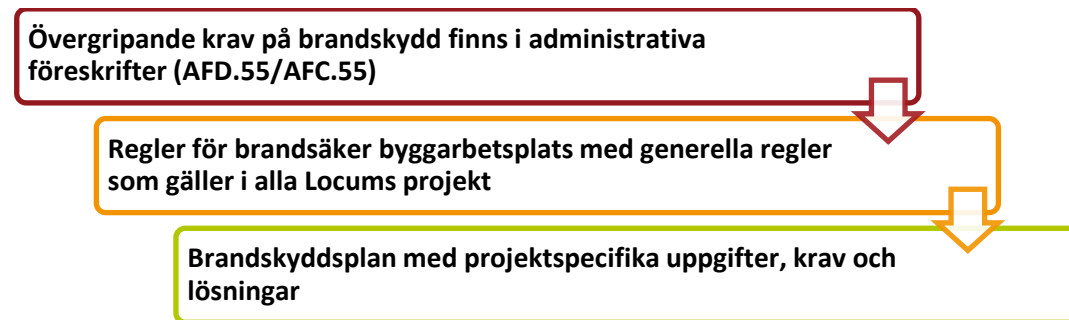 Övergripande krav på brandskydd finns i administrativa
föreskrifter (AFD.55/AFC.55)
Regler för brandsäker byggarbetsplats med generella regler
som gäller i alla Locums projekt
Brandskyddsplan med projektspecifika uppgifter, krav och
lösningar